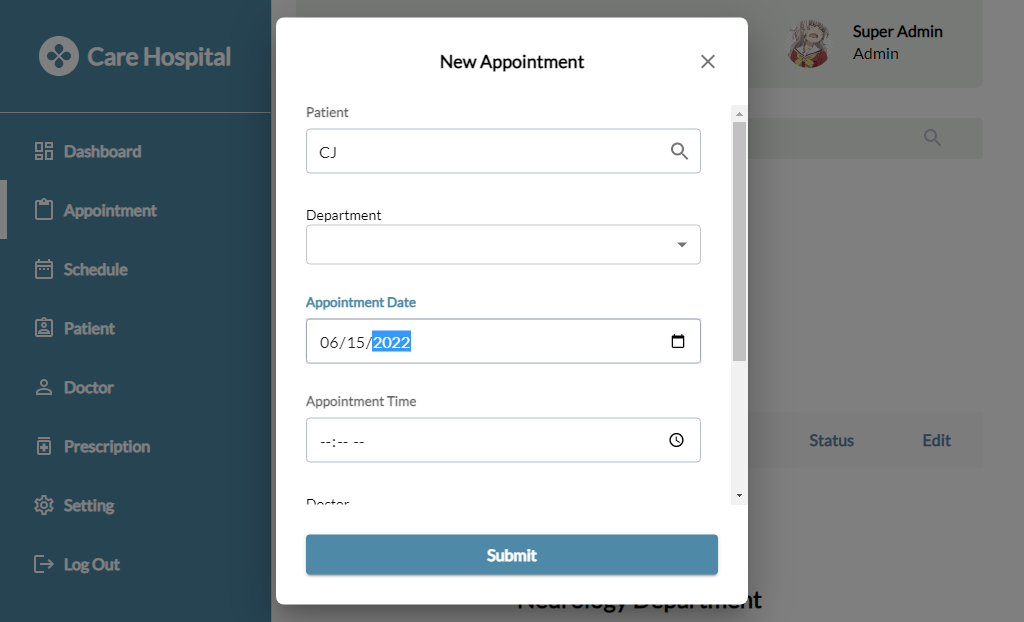 Care Hospital
Dashboard
Appointment
Schedule
Patient
Doctor
Prescription
Setting
Log Out
Super Admin
Admin
New Appointment
Patient
CJ
Department
Appointment Date
06/15/2022
Appointment Time
--:-- --
Doctor
Submit
Status
Edit
Neurology Department